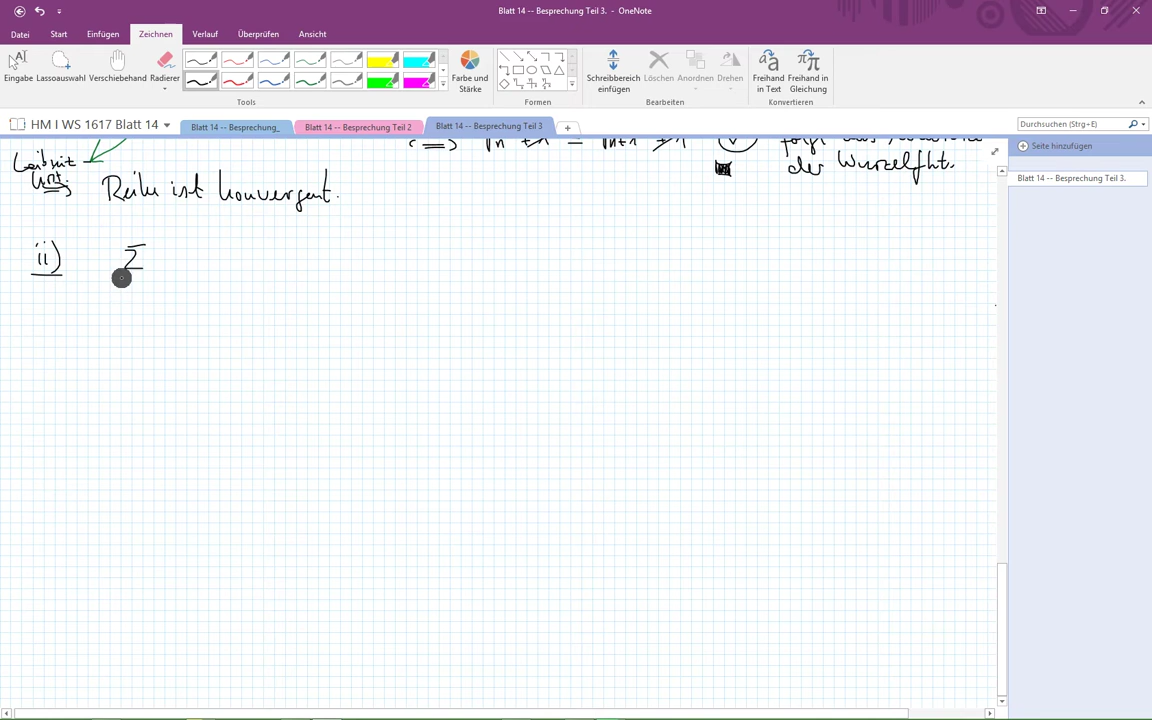 Blatt 14 -- Besprechung Teil 3. - OneNote
Datei Start Einfügen Zeichnen Verlauf Überprüfen Ansicht
Eingabe Lassoauswahl Verschiebehand Radierer
Farbe und Stärke
Schreibbereich einfügen Löschen Anordnen Drehen
Freihand in Text Freihand in Gleichung
Tools Formen Bearbeiten Konvertieren
HM I WS 1617 Blatt 14
Blatt 14 -- Besprechung_ Blatt 14 -- Besprechung Teil 2 Blatt 14 -- Besprechung Teil 3
Durchsuchen (Strg+E)
Seite hinzufügen
Blatt 14 -- Besprechung Teil 3.
der Wurzelfkt.
Leibniz
Krit.
Reihe ist konvergent.
ii) Σ